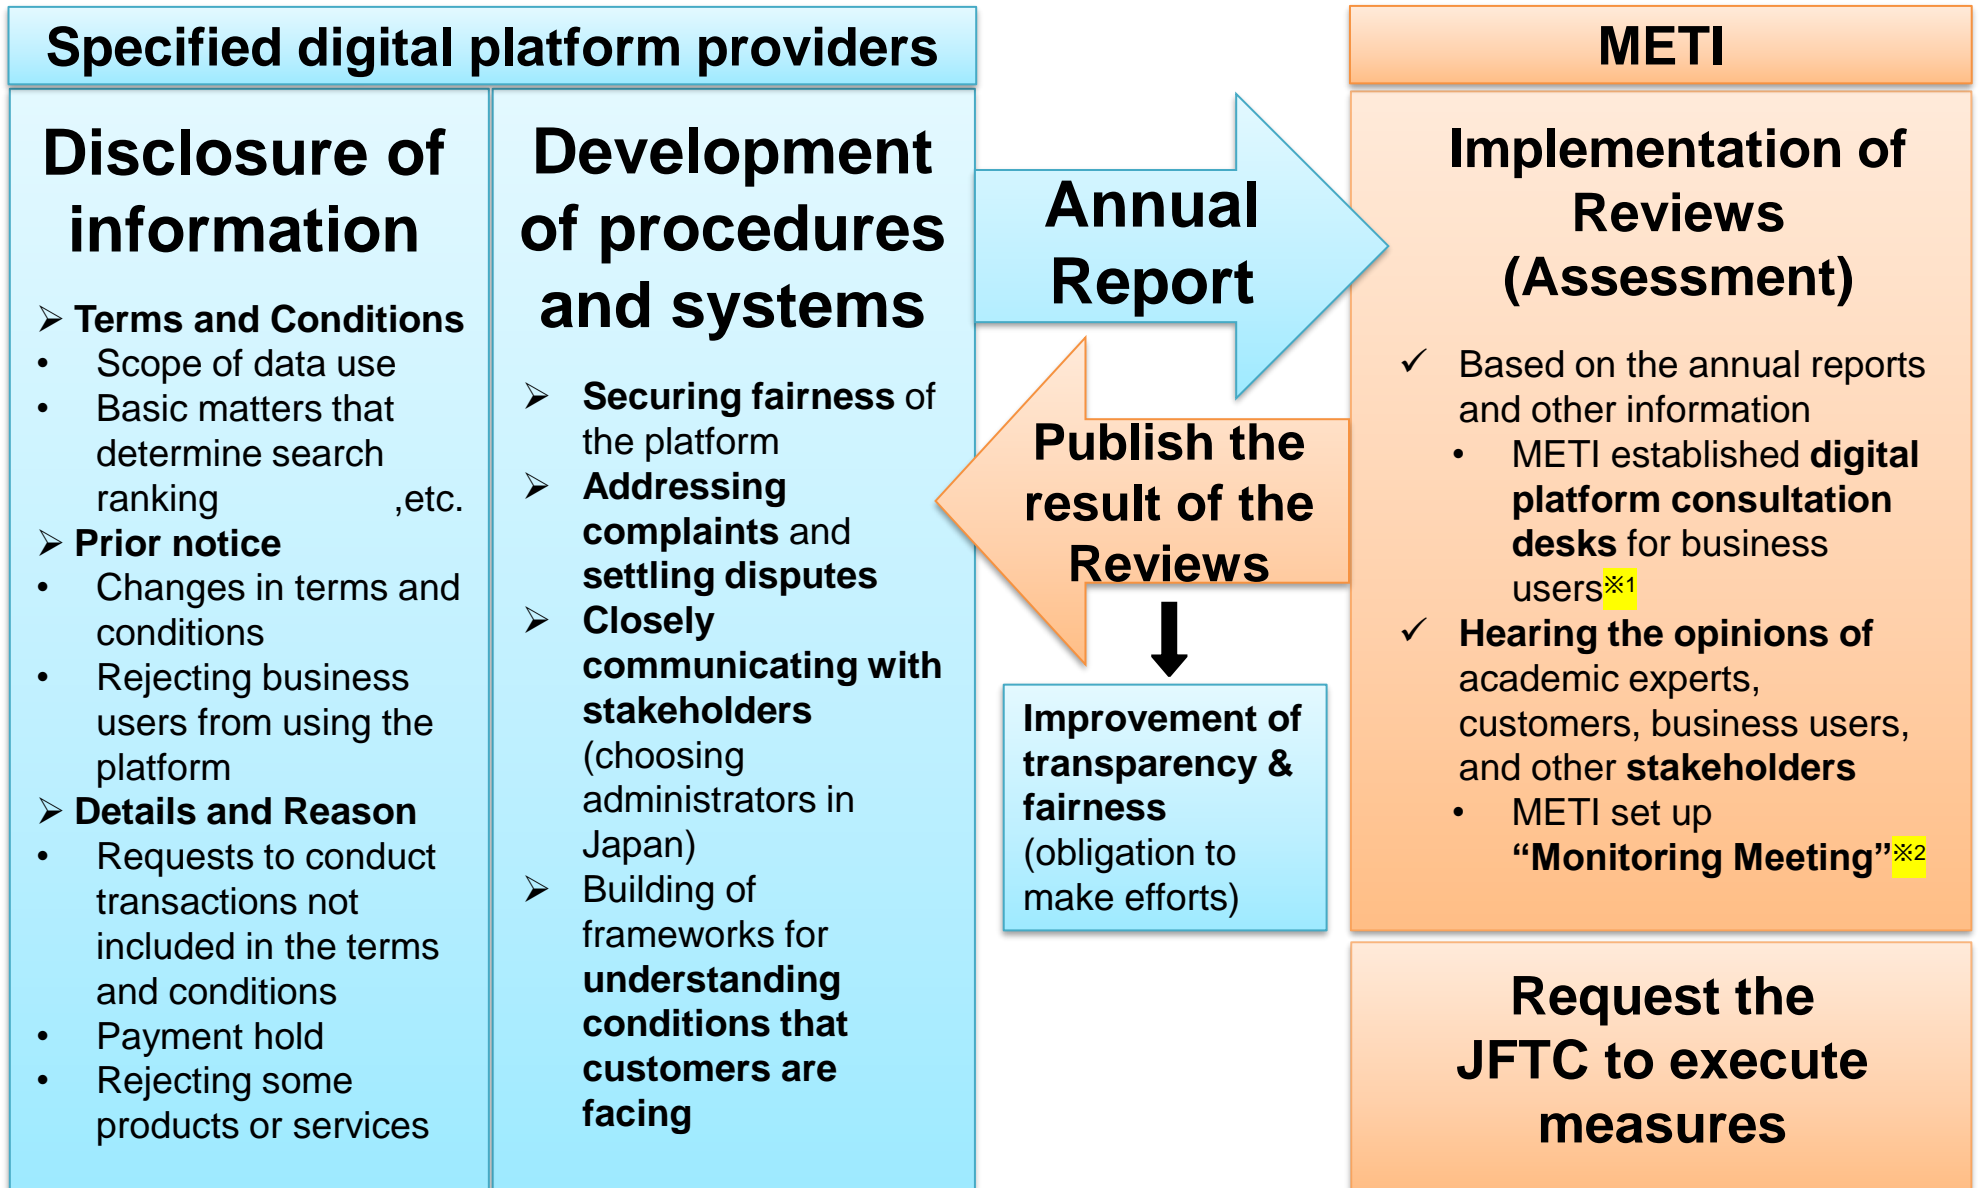 Specified digital platform providers
Disclosure of
information
➢ Terms and Conditions
• Scope of data use
• Basic matters that
determine search
ranking ,etc.
➢ Prior notice
• Changes in terms and
conditions
• Rejecting business
users from using the
platform
➢ Details and Reason
• Requests to conduct
transactions not
included in the terms
and conditions
• Payment hold
• Rejecting some
products or services
Development
of procedures
and systems
➢ Securing fairness of
the platform
➢ Addressing
complaints and
settling disputes
➢ Closely
communicating with
stakeholders
(choosing
administrators in
Japan)
➢ Building of
frameworks for
understanding
conditions that
customers are
facing
Annual
Report
Publish the
result of the
Reviews
Improvement of
transparency &
fairness
(obligation to
make efforts)
METI
Implementation of
Reviews
(Assessment)
✓ Based on the annual reports
and other information
• METI established digital
platform consultation
desks for business
users※1
✓ Hearing the opinions of
academic experts,
customers, business users,
and other stakeholders
• METI set up
“Monitoring Meeting”※2
Request the
JFTC to execute
measures